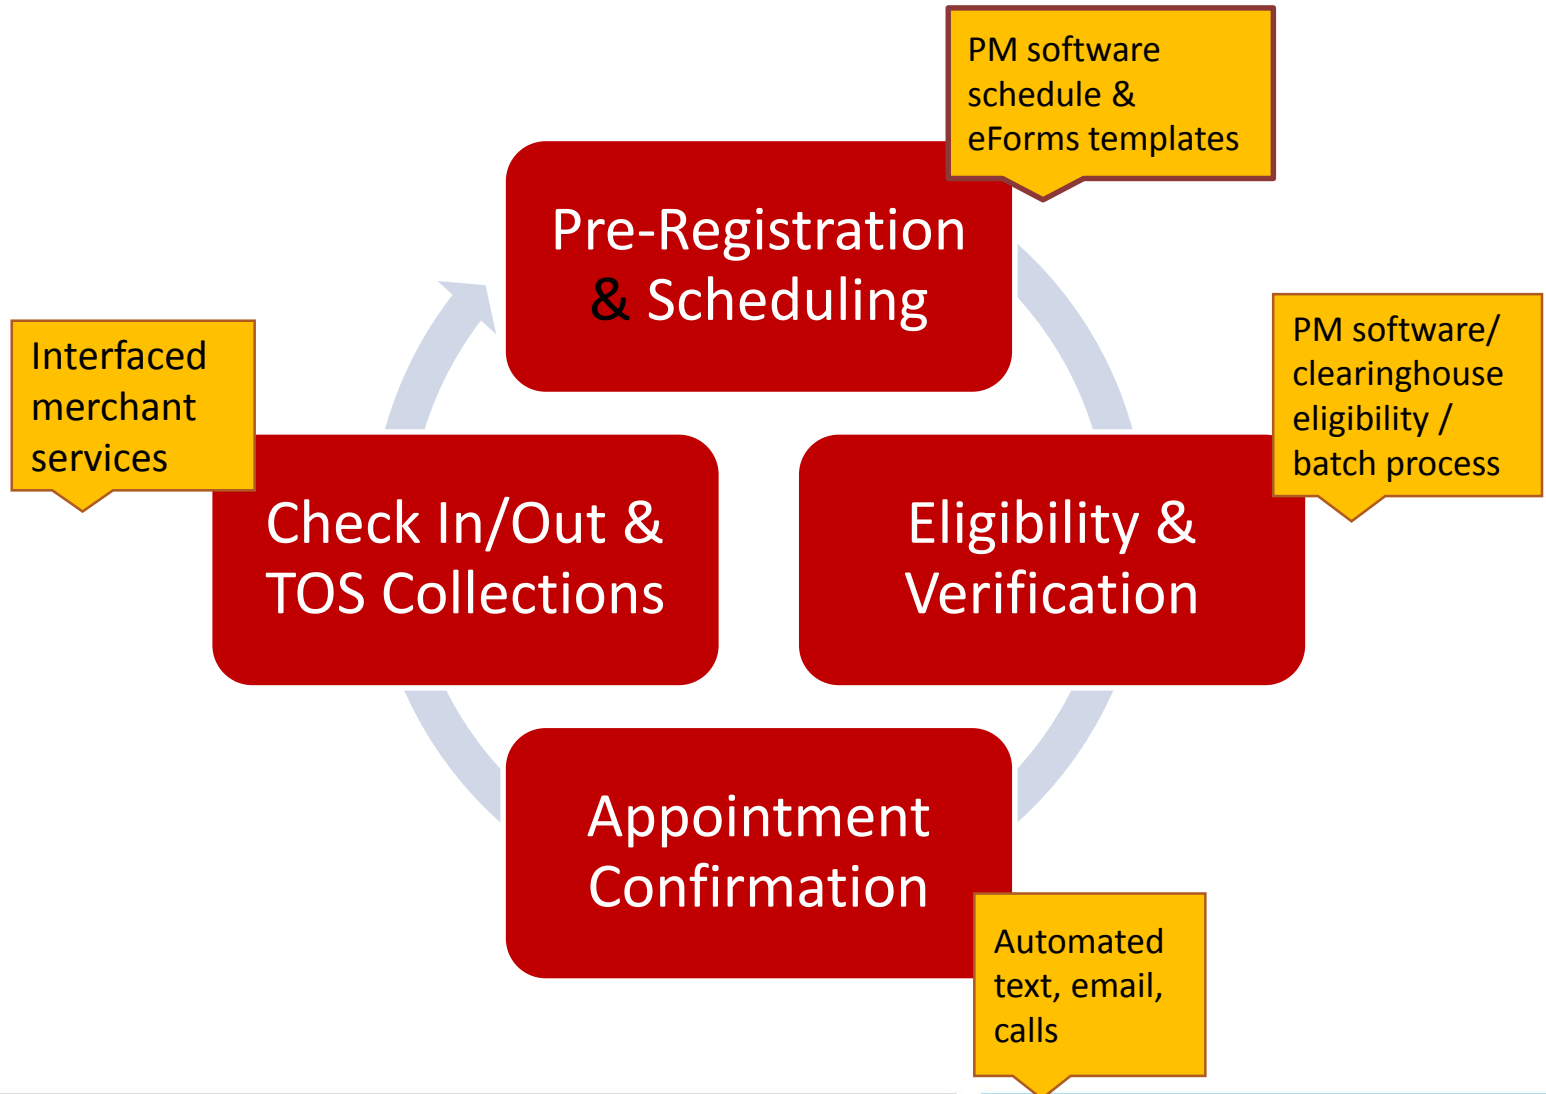 PM software
schedule &
eForms templates
Pre-Registration
& Scheduling
PM software/
clearinghouse
eligibility /
batch process
Eligibility &
Verification
Appointment
Confirmation
Automated
text, email,
calls
Interfaced
merchant
services
Check In/Out &
TOS Collections